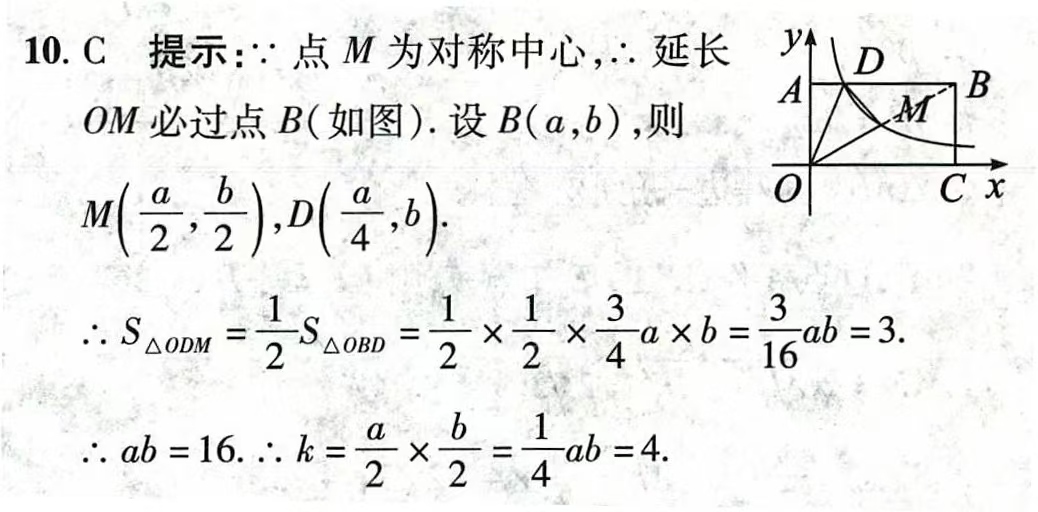 10. C 提示:∵ 点 M 为对称中心,∴ 延长
OM 必过点 B(如图). 设 B(a,b),则
M(a/2, b/2), D(a/4, b).
∴ S△ODM = 1/2 S△OBD = 1/2 × 1/2 × 3/4 a × b = 3/16 ab = 3.
∴ ab = 16. ∴ k = a/2 × b/2 = 1/4 ab = 4.
y
D
A
B
M
O
C
x